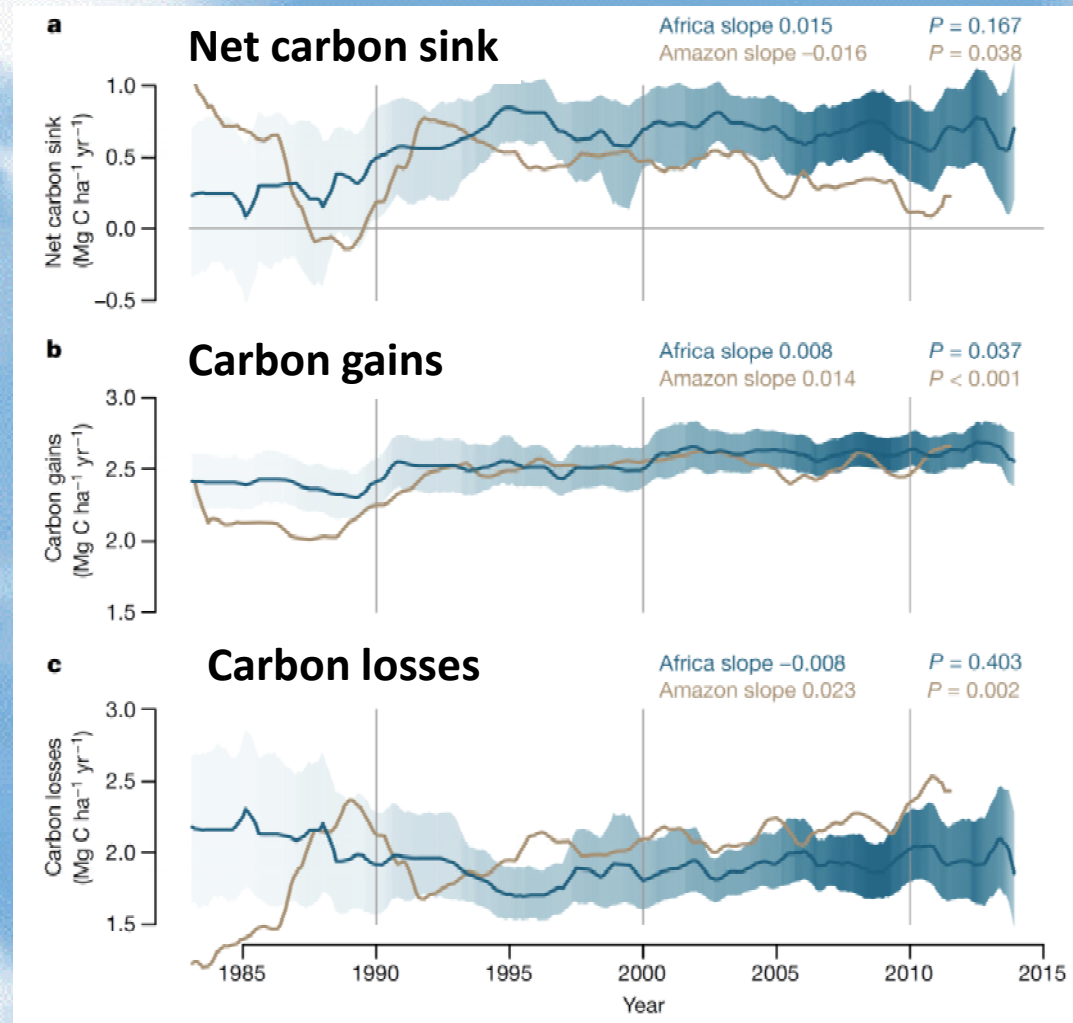 a
Net carbon sink
Africa slope 0.015 P = 0.167
Amazon slope −0.016 P = 0.038
Net carbon sink
(Mg C ha⁻¹ yr⁻¹)
1.0
0.5
0.0
−0.5
b
Carbon gains
Africa slope 0.008 P = 0.037
Amazon slope 0.014 P < 0.001
Carbon gains
(Mg C ha⁻¹ yr⁻¹)
3.0
2.5
2.0
1.5
c
Carbon losses
Africa slope −0.008 P = 0.403
Amazon slope 0.023 P = 0.002
Carbon losses
(Mg C ha⁻¹ yr⁻¹)
3.0
2.5
2.0
1.5
1985 1990 1995 2000 2005 2010 2015
Year